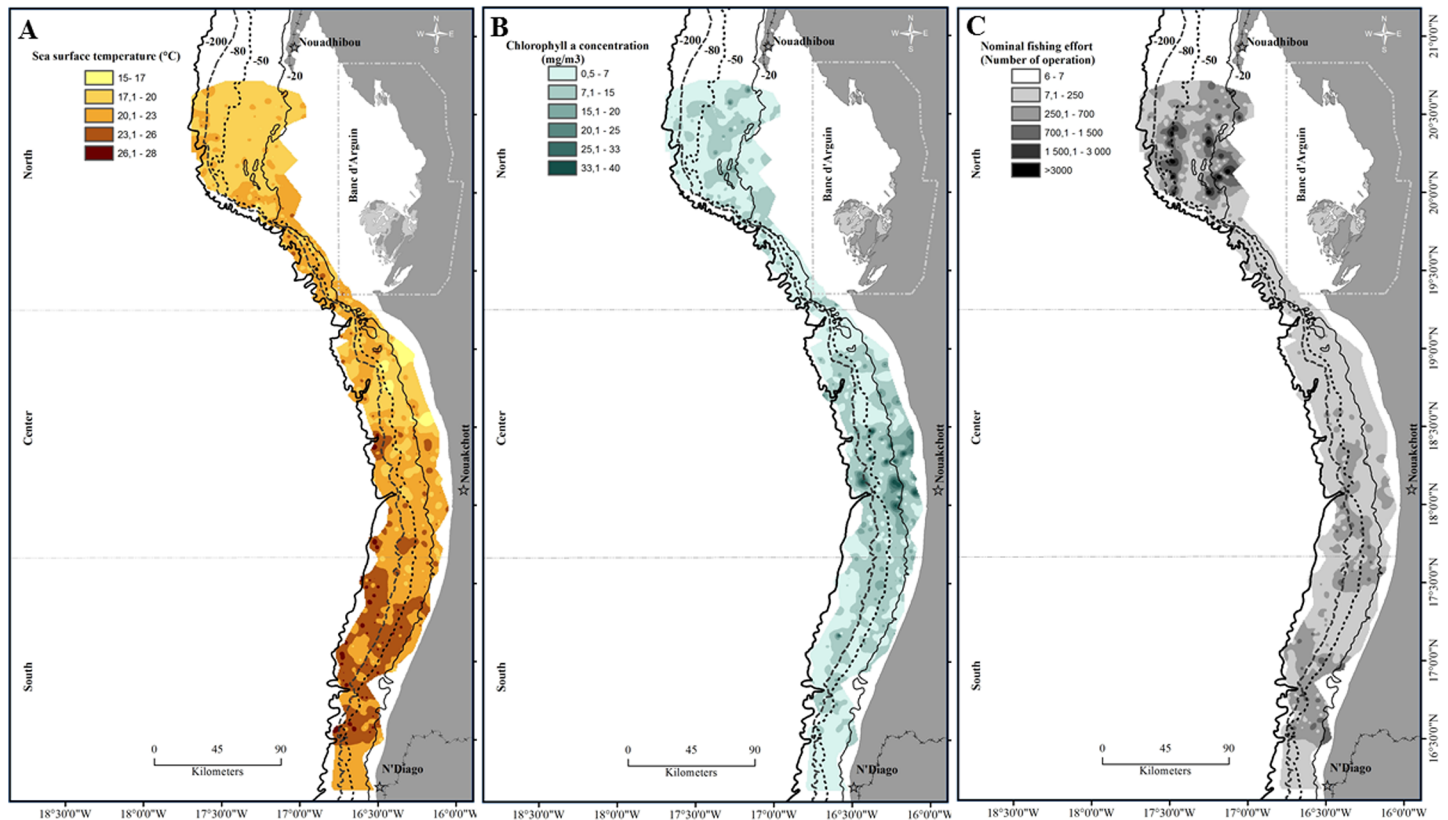 A
Sea surface temperature (°C)
15- 17
17,1 - 20
20,1 - 23
23,1 - 26
26,1 - 28
-200
-80
-50
-20
Nouadhibou
N
W
E
S
North
Banc d'Arguin
Center
Nouakchott
South
0
45
90
Kilometers
N'Diago
18°30'0"W
18°0'0"W
17°30'0"W
17°0'0"W
16°30'0"W
16°0'0"W
B
Chlorophyll a concentration
(mg/m3)
0,5 - 7
7,1 - 15
15,1 - 20
20,1 - 25
25,1 - 33
33,1 - 40
-200
-80
-50
-20
Nouadhibou
N
W
E
S
North
Banc d'Arguin
Center
Nouakchott
South
0
45
90
Kilometers
N'Diago
18°30'0"W
18°0'0"W
17°30'0"W
17°0'0"W
16°30'0"W
16°0'0"W
C
Nominal fishing effort
(Number of operation)
6 - 7
7,1 - 250
250,1 - 700
700,1 - 1 500
1 500,1 - 3 000
>3000
-200
-80
-50
-20
Nouadhibou
N
W
E
S
North
Banc d'Arguin
Center
Nouakchott
South
0
45
90
Kilometers
N'Diago
21°0'0"N
20°30'0"N
20°0'0"N
19°30'0"N
19°0'0"N
18°30'0"N
18°0'0"N
17°30'0"N
17°0'0"N
16°30'0"N
18°30'0"W
18°0'0"W
17°30'0"W
17°0'0"W
16°30'0"W
16°0'0"W